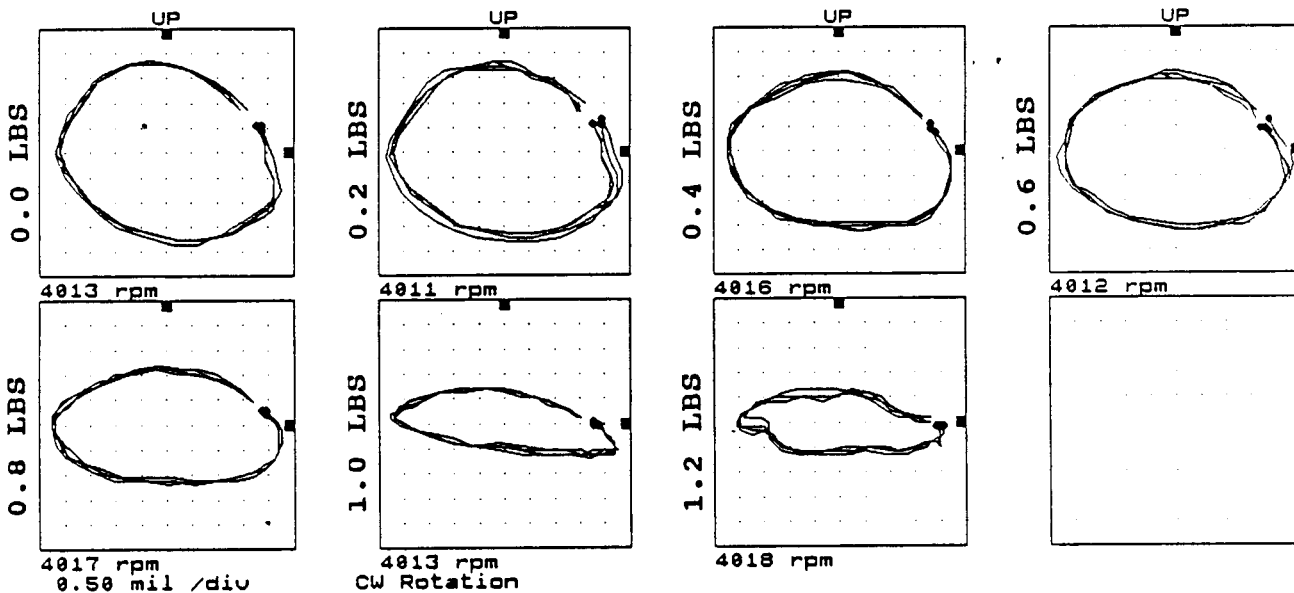 UP
UP
UP
UP
0.0 LBS
0.2 LBS
0.4 LBS
0.6 LBS
4013 rpm
4011 rpm
4016 rpm
4012 rpm
0.8 LBS
1.0 LBS
1.2 LBS
4017 rpm
4013 rpm
4018 rpm
0.50 mil /div
CW Rotation